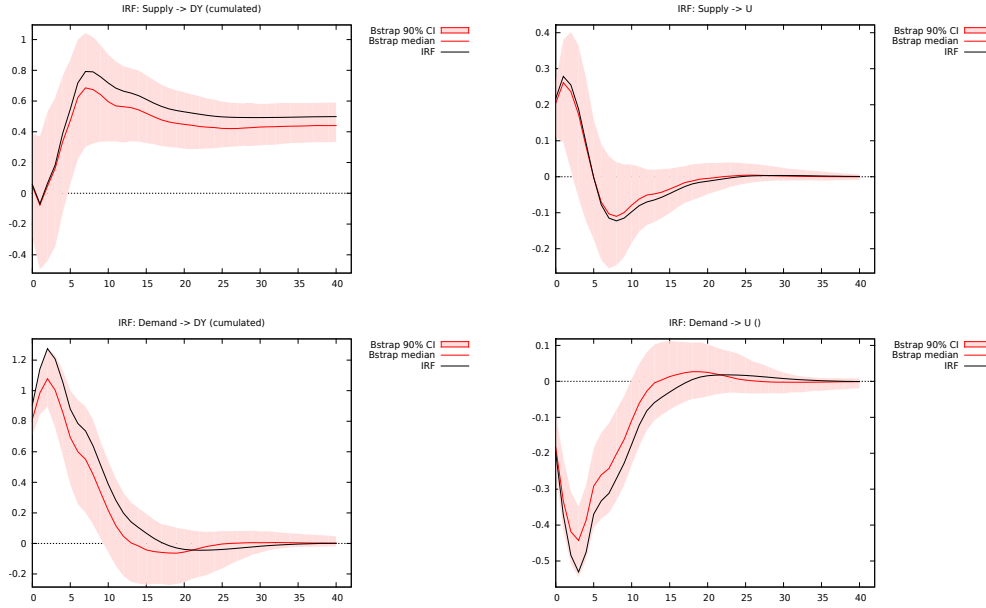 IRF: Supply -> DY (cumulated)
Bstrap 90% CI
Bstrap median
IRF
1
0.8
0.6
0.4
0.2
0
-0.2
-0.4
0 5 10 15 20 25 30 35 40
IRF: Supply -> U
Bstrap 90% CI
Bstrap median
IRF
0.4
0.3
0.2
0.1
0
-0.1
-0.2
0 5 10 15 20 25 30 35 40
IRF: Demand -> DY (cumulated)
Bstrap 90% CI
Bstrap median
IRF
1.2
1
0.8
0.6
0.4
0.2
0
-0.2
0 5 10 15 20 25 30 35 40
IRF: Demand -> U ()
Bstrap 90% CI
Bstrap median
IRF
0.1
0
-0.1
-0.2
-0.3
-0.4
-0.5
0 5 10 15 20 25 30 35 40